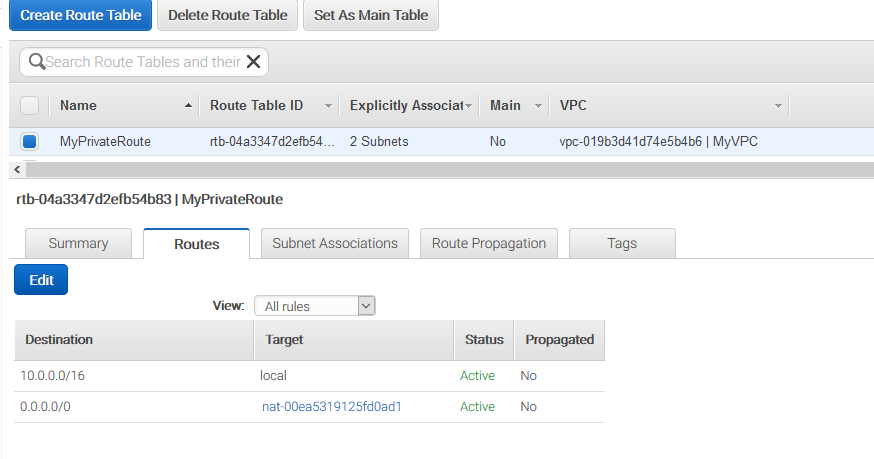 Create Route Table Delete Route Table Set As Main Table
Search Route Tables and their
Name Route Table ID Explicitly Associat Main VPC
MyPrivateRoute rtb-04a3347d2efb54... 2 Subnets No vpc-019b3d41d74e5b4b6 | MyVPC
rtb-04a3347d2efb54b83 | MyPrivateRoute
Summary Routes Subnet Associations Route Propagation Tags
Edit
View: All rules
Destination Target Status Propagated
10.0.0.0/16 local Active No
0.0.0.0/0 nat-00ea5319125fd0ad1 Active No